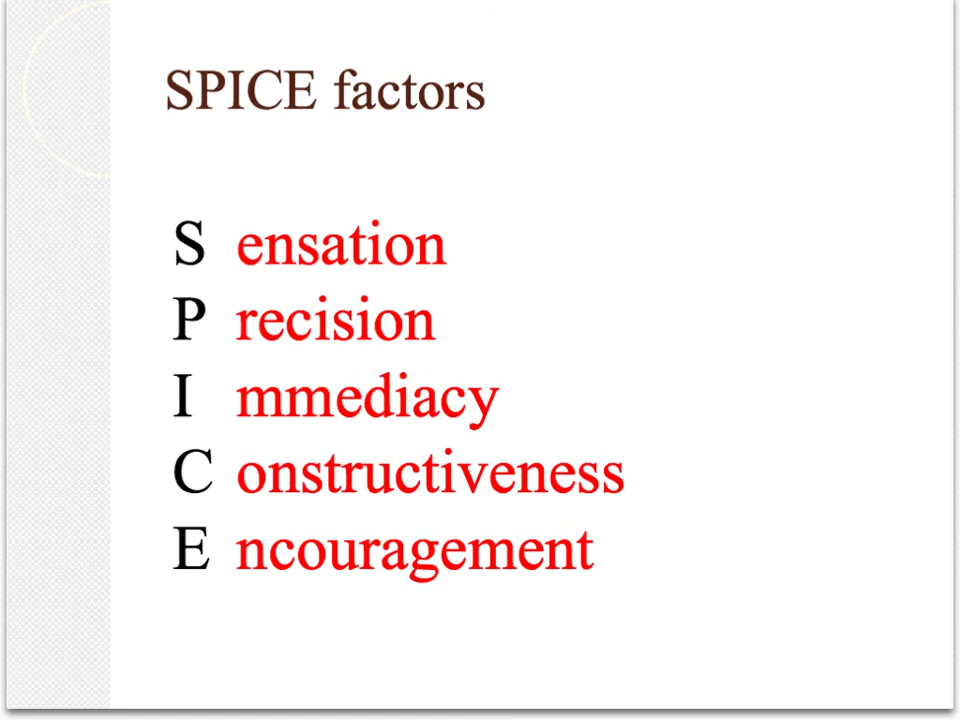 SPICE factors
S ensation
P recision
I mmediacy
C onstructiveness
E ncouragement